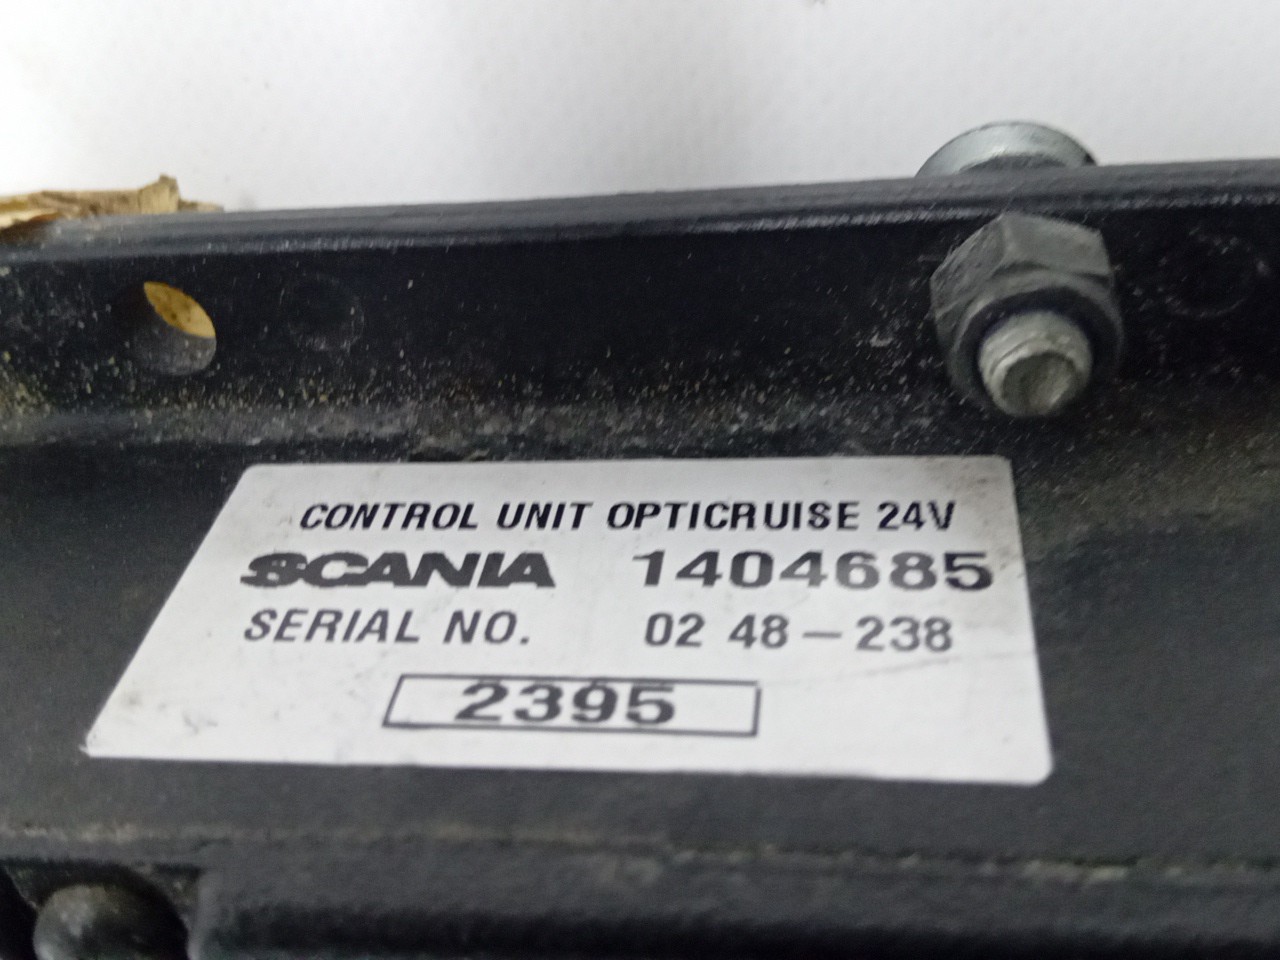 CONTROL UNIT OPTICRUISE 24V
SCANIA 1404685
SERIAL NO. 02 48-238
2395